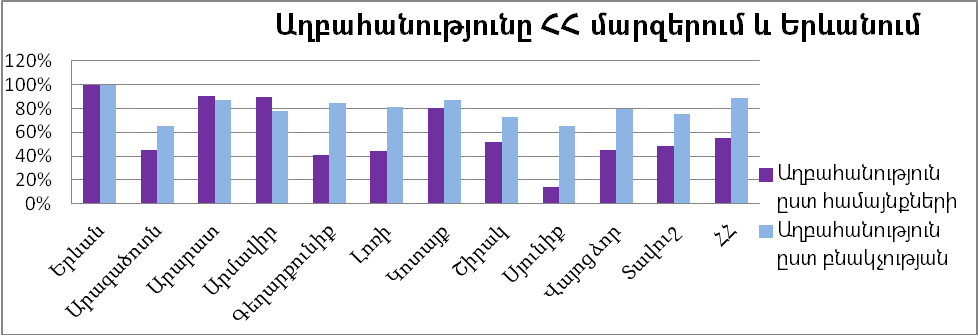 Աղբահանությունը ՀՀ մարզերում և Երևանում
120%
100%
80%
60%
40%
20%
0%
Երևան
Արագածոտն
Արարատ
Արմավիր
Գեղարքունիք
Լոռի
Կոտայք
Շիրակ
Սյունիք
Վայոց ձոր
Տավուշ
ՀՀ
Աղբահանություն
ըստ համայնքների
Աղբահանություն
ըստ բնակչության